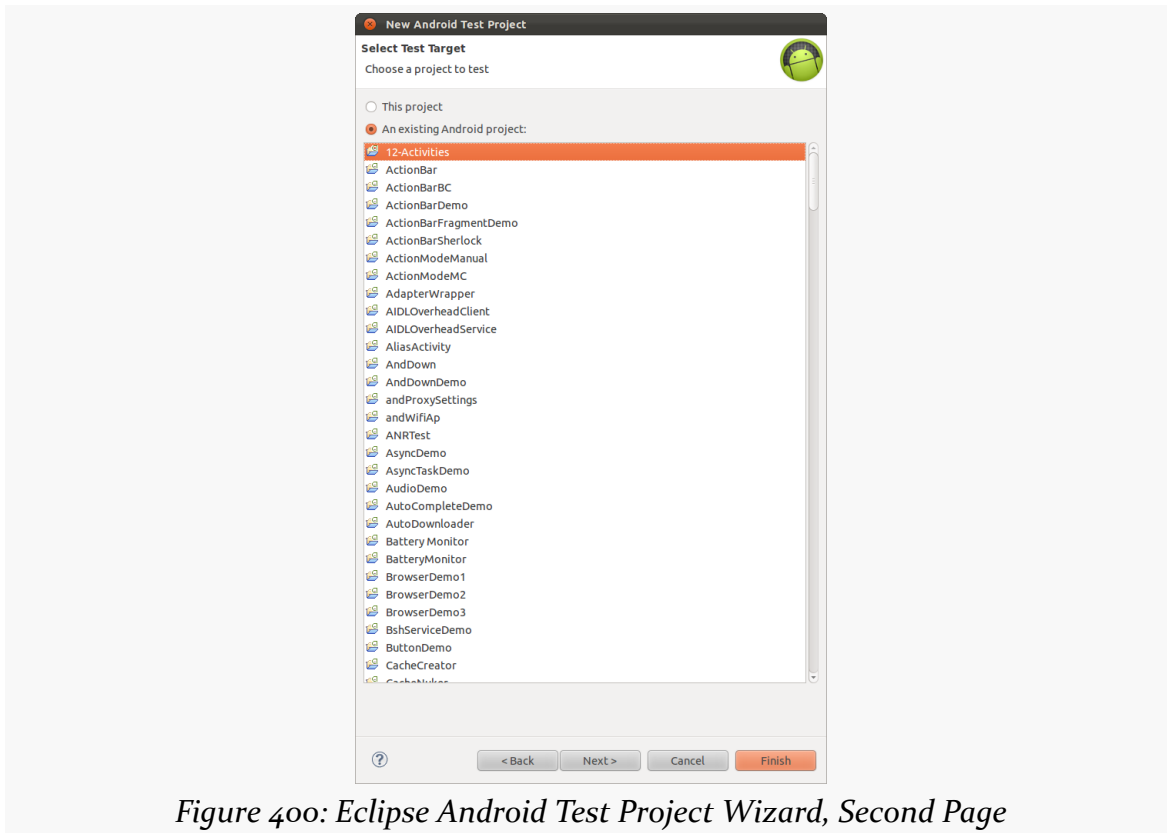 New Android Test Project
Select Test Target
Choose a project to test
This project
An existing Android project:
12-Activities
ActionBar
ActionBarBC
ActionBarDemo
ActionBarFragmentDemo
ActionBarSherlock
ActionModeManual
ActionModeMC
AdapterWrapper
AIDLOverheadClient
AIDLOverheadService
AliasActivity
AndDown
AndDownDemo
andProxySettings
andWifiAp
ANRTest
AsyncDemo
AsyncTaskDemo
AudioDemo
AutoCompleteDemo
AutoDownloader
Battery Monitor
BatteryMonitor
BrowserDemo1
BrowserDemo2
BrowserDemo3
BshServiceDemo
ButtonDemo
CacheCreator
? < Back Next > Cancel Finish
Figure 400: Eclipse Android Test Project Wizard, Second Page